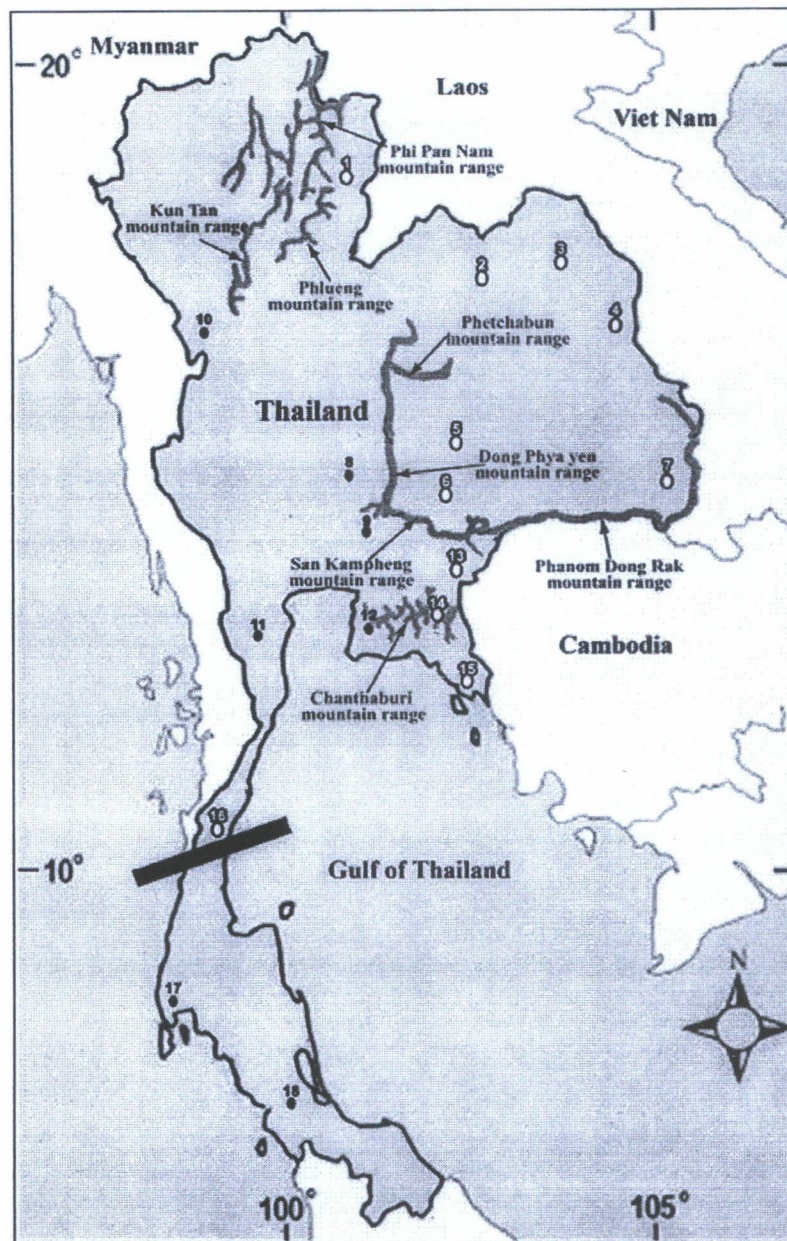 Myanmar
20°
Laos
Viet Nam
Phi Pan Nam
mountain range
1
Kun Tan
mountain range
3
2
Phlueng
mountain range
4
10
Phetchabun
mountain range
Thailand
5
8
Dong Phya yen
mountain range
6
7
9
San Kampheng
mountain range
13
Phanom Dong Rak
mountain range
14
12
11
Cambodia
15
Chanthaburi
mountain range
16
10°
Gulf of Thailand
N
17
18
100°
105°